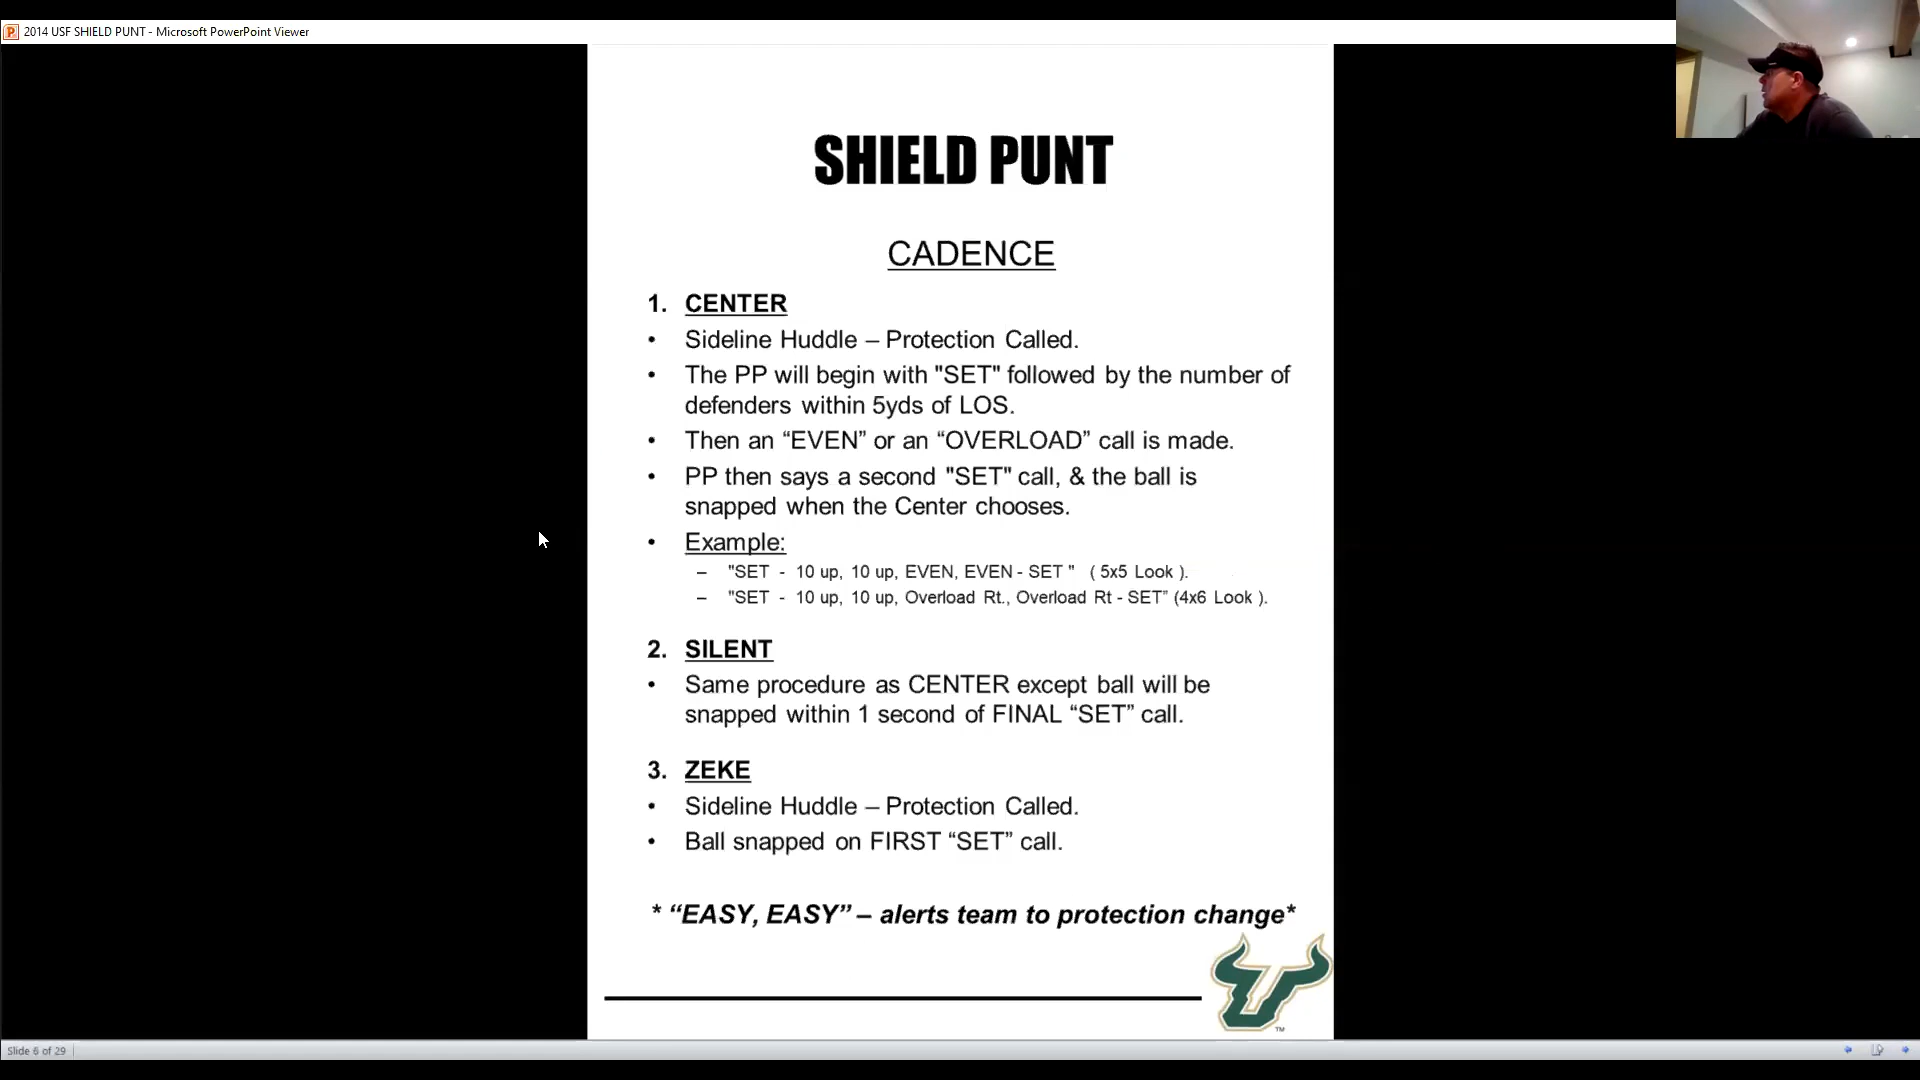 2014 USF SHIELD PUNT - Microsoft PowerPoint Viewer
SHIELD PUNT
CADENCE
1. CENTER
• Sideline Huddle – Protection Called.
• The PP will begin with "SET" followed by the number of
defenders within 5yds of LOS.
• Then an “EVEN” or an “OVERLOAD” call is made.
• PP then says a second "SET" call, & the ball is
snapped when the Center chooses.
• Example:
– "SET - 10 up, 10 up, EVEN, EVEN - SET " ( 5x5 Look ).
– "SET - 10 up, 10 up, Overload Rt., Overload Rt - SET” (4x6 Look ).
2. SILENT
• Same procedure as CENTER except ball will be
snapped within 1 second of FINAL “SET” call.
3. ZEKE
• Sideline Huddle – Protection Called.
• Ball snapped on FIRST “SET” call.
* “EASY, EASY” – alerts team to protection change*
TM
Slide 6 of 29